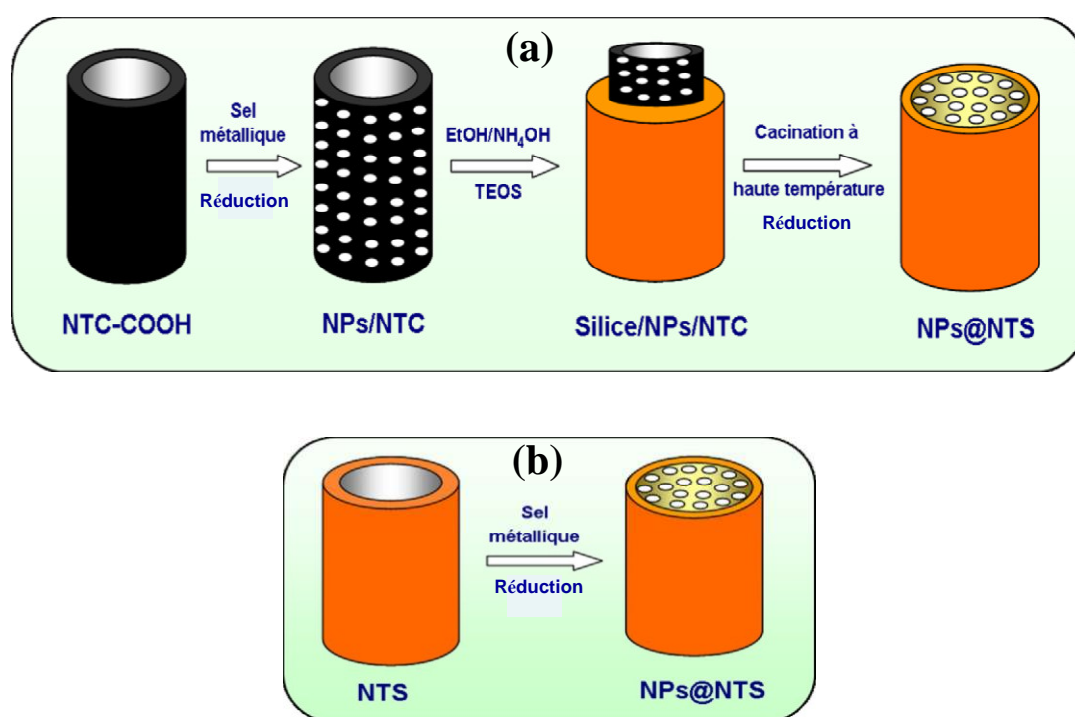 (a)
Sel
métallique
Réduction
EtOH/NH₄OH
TEOS
Cacination à
haute température
Réduction
NTC-COOH
NPs/NTC
Silice/NPs/NTC
NPs@NTS
(b)
Sel
métallique
Réduction
NTS
NPs@NTS